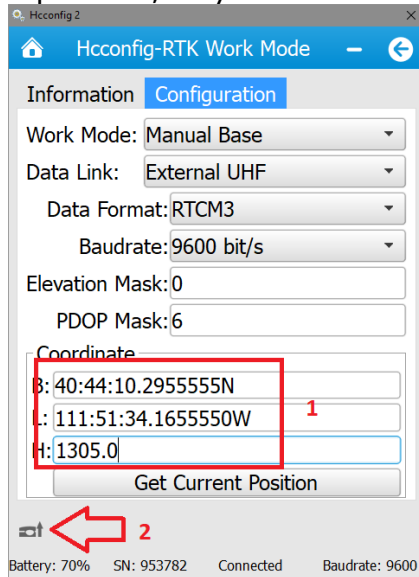 Hcconfig 2
Hcconfig-RTK Work Mode
Information Configuration
Work Mode: Manual Base
Data Link: External UHF
Data Format: RTCM3
Baudrate: 9600 bit/s
Elevation Mask: 0
PDOP Mask: 6
Coordinate
B: 40:44:10.2955555N
L: 111:51:34.1655550W
1
H: 1305.0
Get Current Position
2
Battery: 70% SN: 953782 Connected Baudrate: 9600